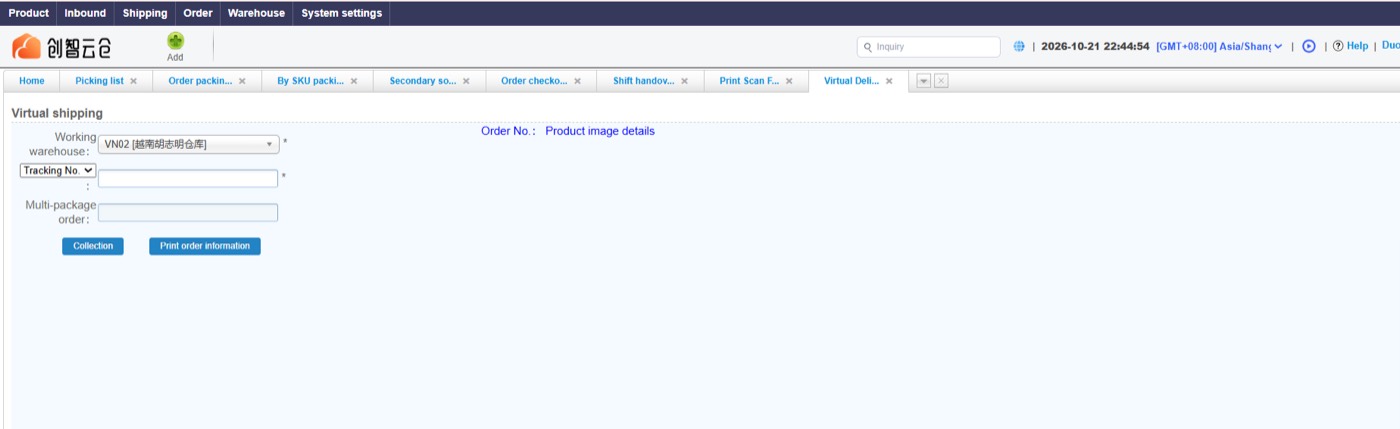 Product Inbound Shipping Order Warehouse System settings
创智云仓
Add
Inquiry
| 2026-10-21 22:44:54 [GMT+08:00] Asia/Shang | | Help | Duo
Home Picking list Order packin... By SKU packi... Secondary so... Order checko... Shift handov... Print Scan F... Virtual Deli...
Virtual shipping
Working warehouse: VN02 [越南胡志明仓库] *
Tracking No. : *
Multi-package order:
Collection Print order information
Order No.: Product image details